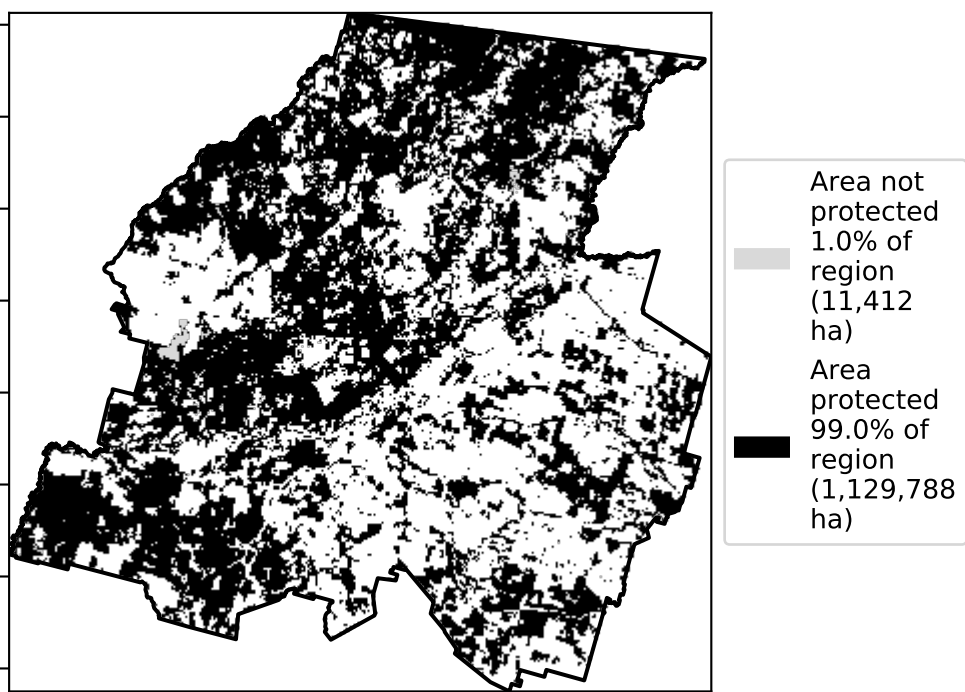 Area not
protected
1.0% of
region
(11,412
ha)
Area
protected
99.0% of
region
(1,129,788
ha)